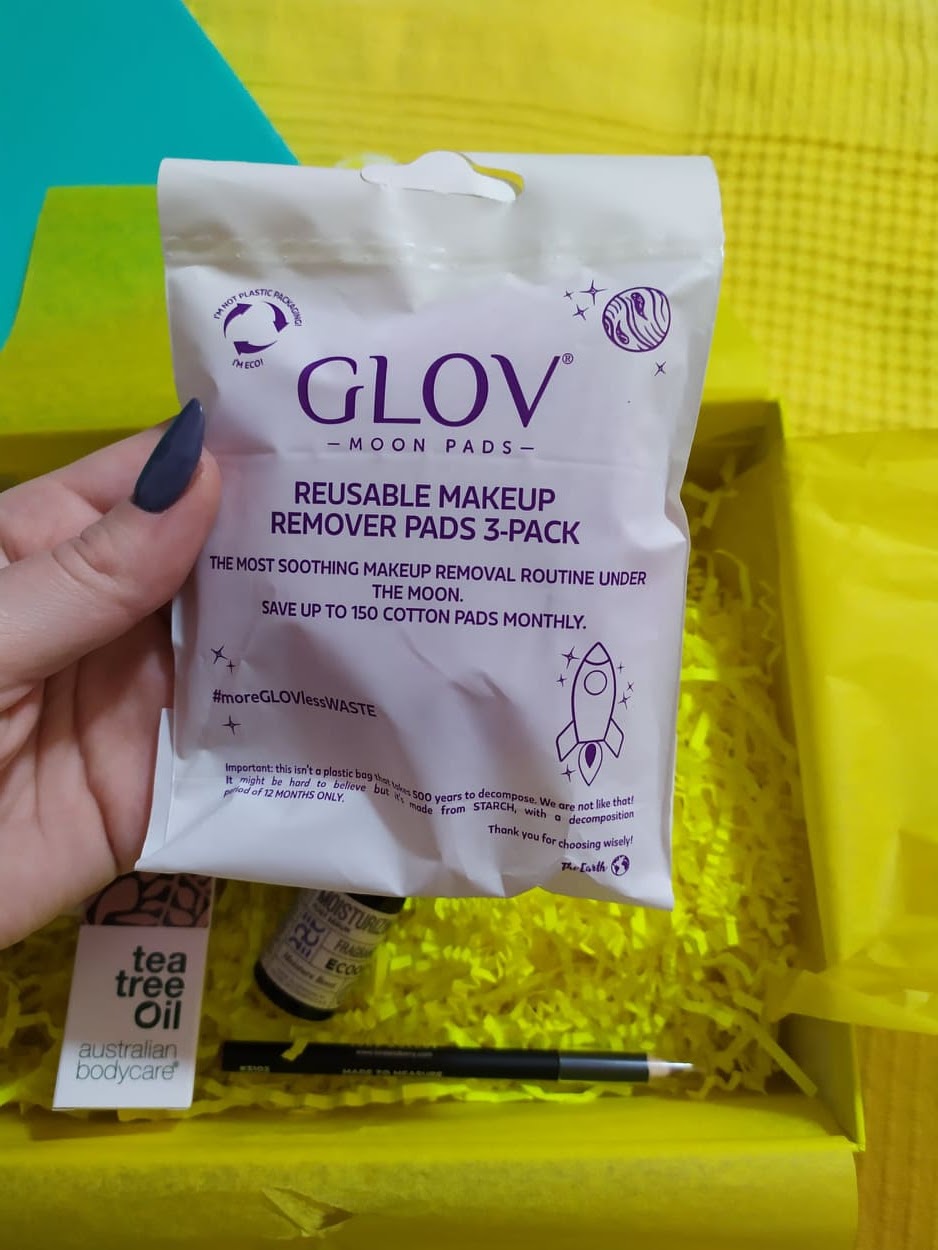 I'M NOT PLASTIC PACKAGING!
I'M ECO!
GLOV®
—MOON PADS—
REUSABLE MAKEUP
REMOVER PADS 3-PACK
THE MOST SOOTHING MAKEUP REMOVAL ROUTINE UNDER
THE MOON.
SAVE UP TO 150 COTTON PADS MONTHLY.
#moreGLOVlessWASTE
Important: this isn't a plastic bag that takes 500 years to decompose. We are not like that!
It might be hard to believe but it's made from STARCH, with a decomposition
period of 12 MONTHS ONLY.
Thank you for choosing wisely!
The Earth
tea
tree
oil
australian
bodycare®
MADE TO MEASURE